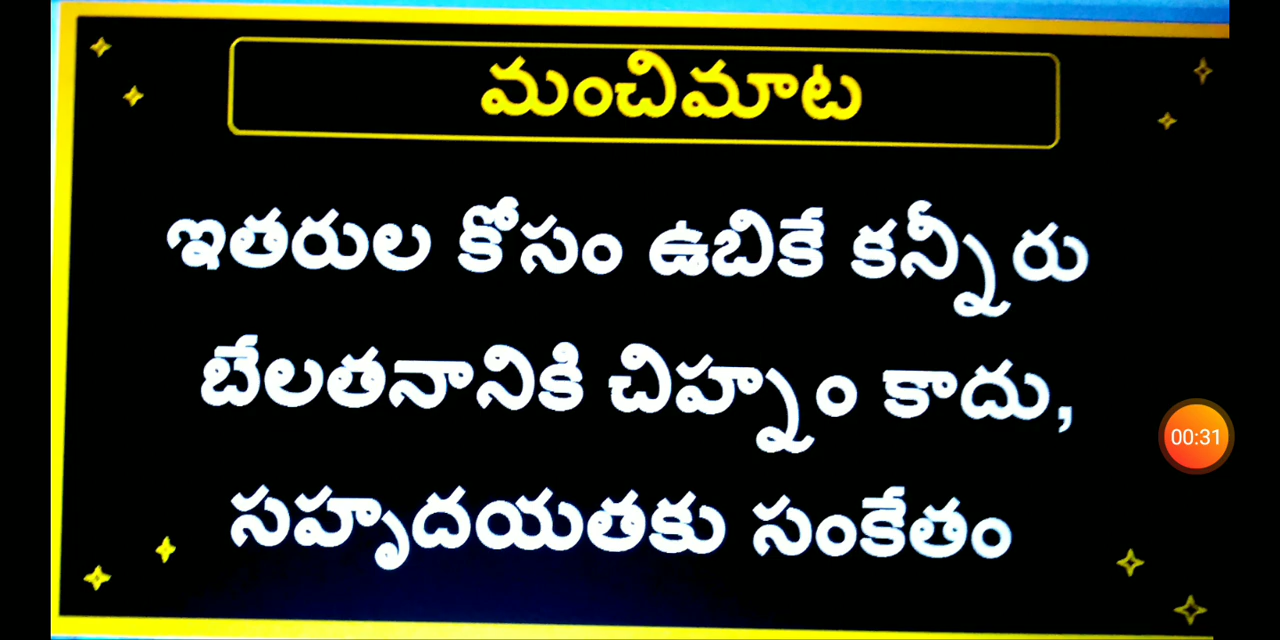 మంచిమాట
ఇతరుల కోసం ఉబికే కన్నీరు
బేలతనానికి చిహ్నం కాదు,
సహృదయతకు సంకేతం
00:31